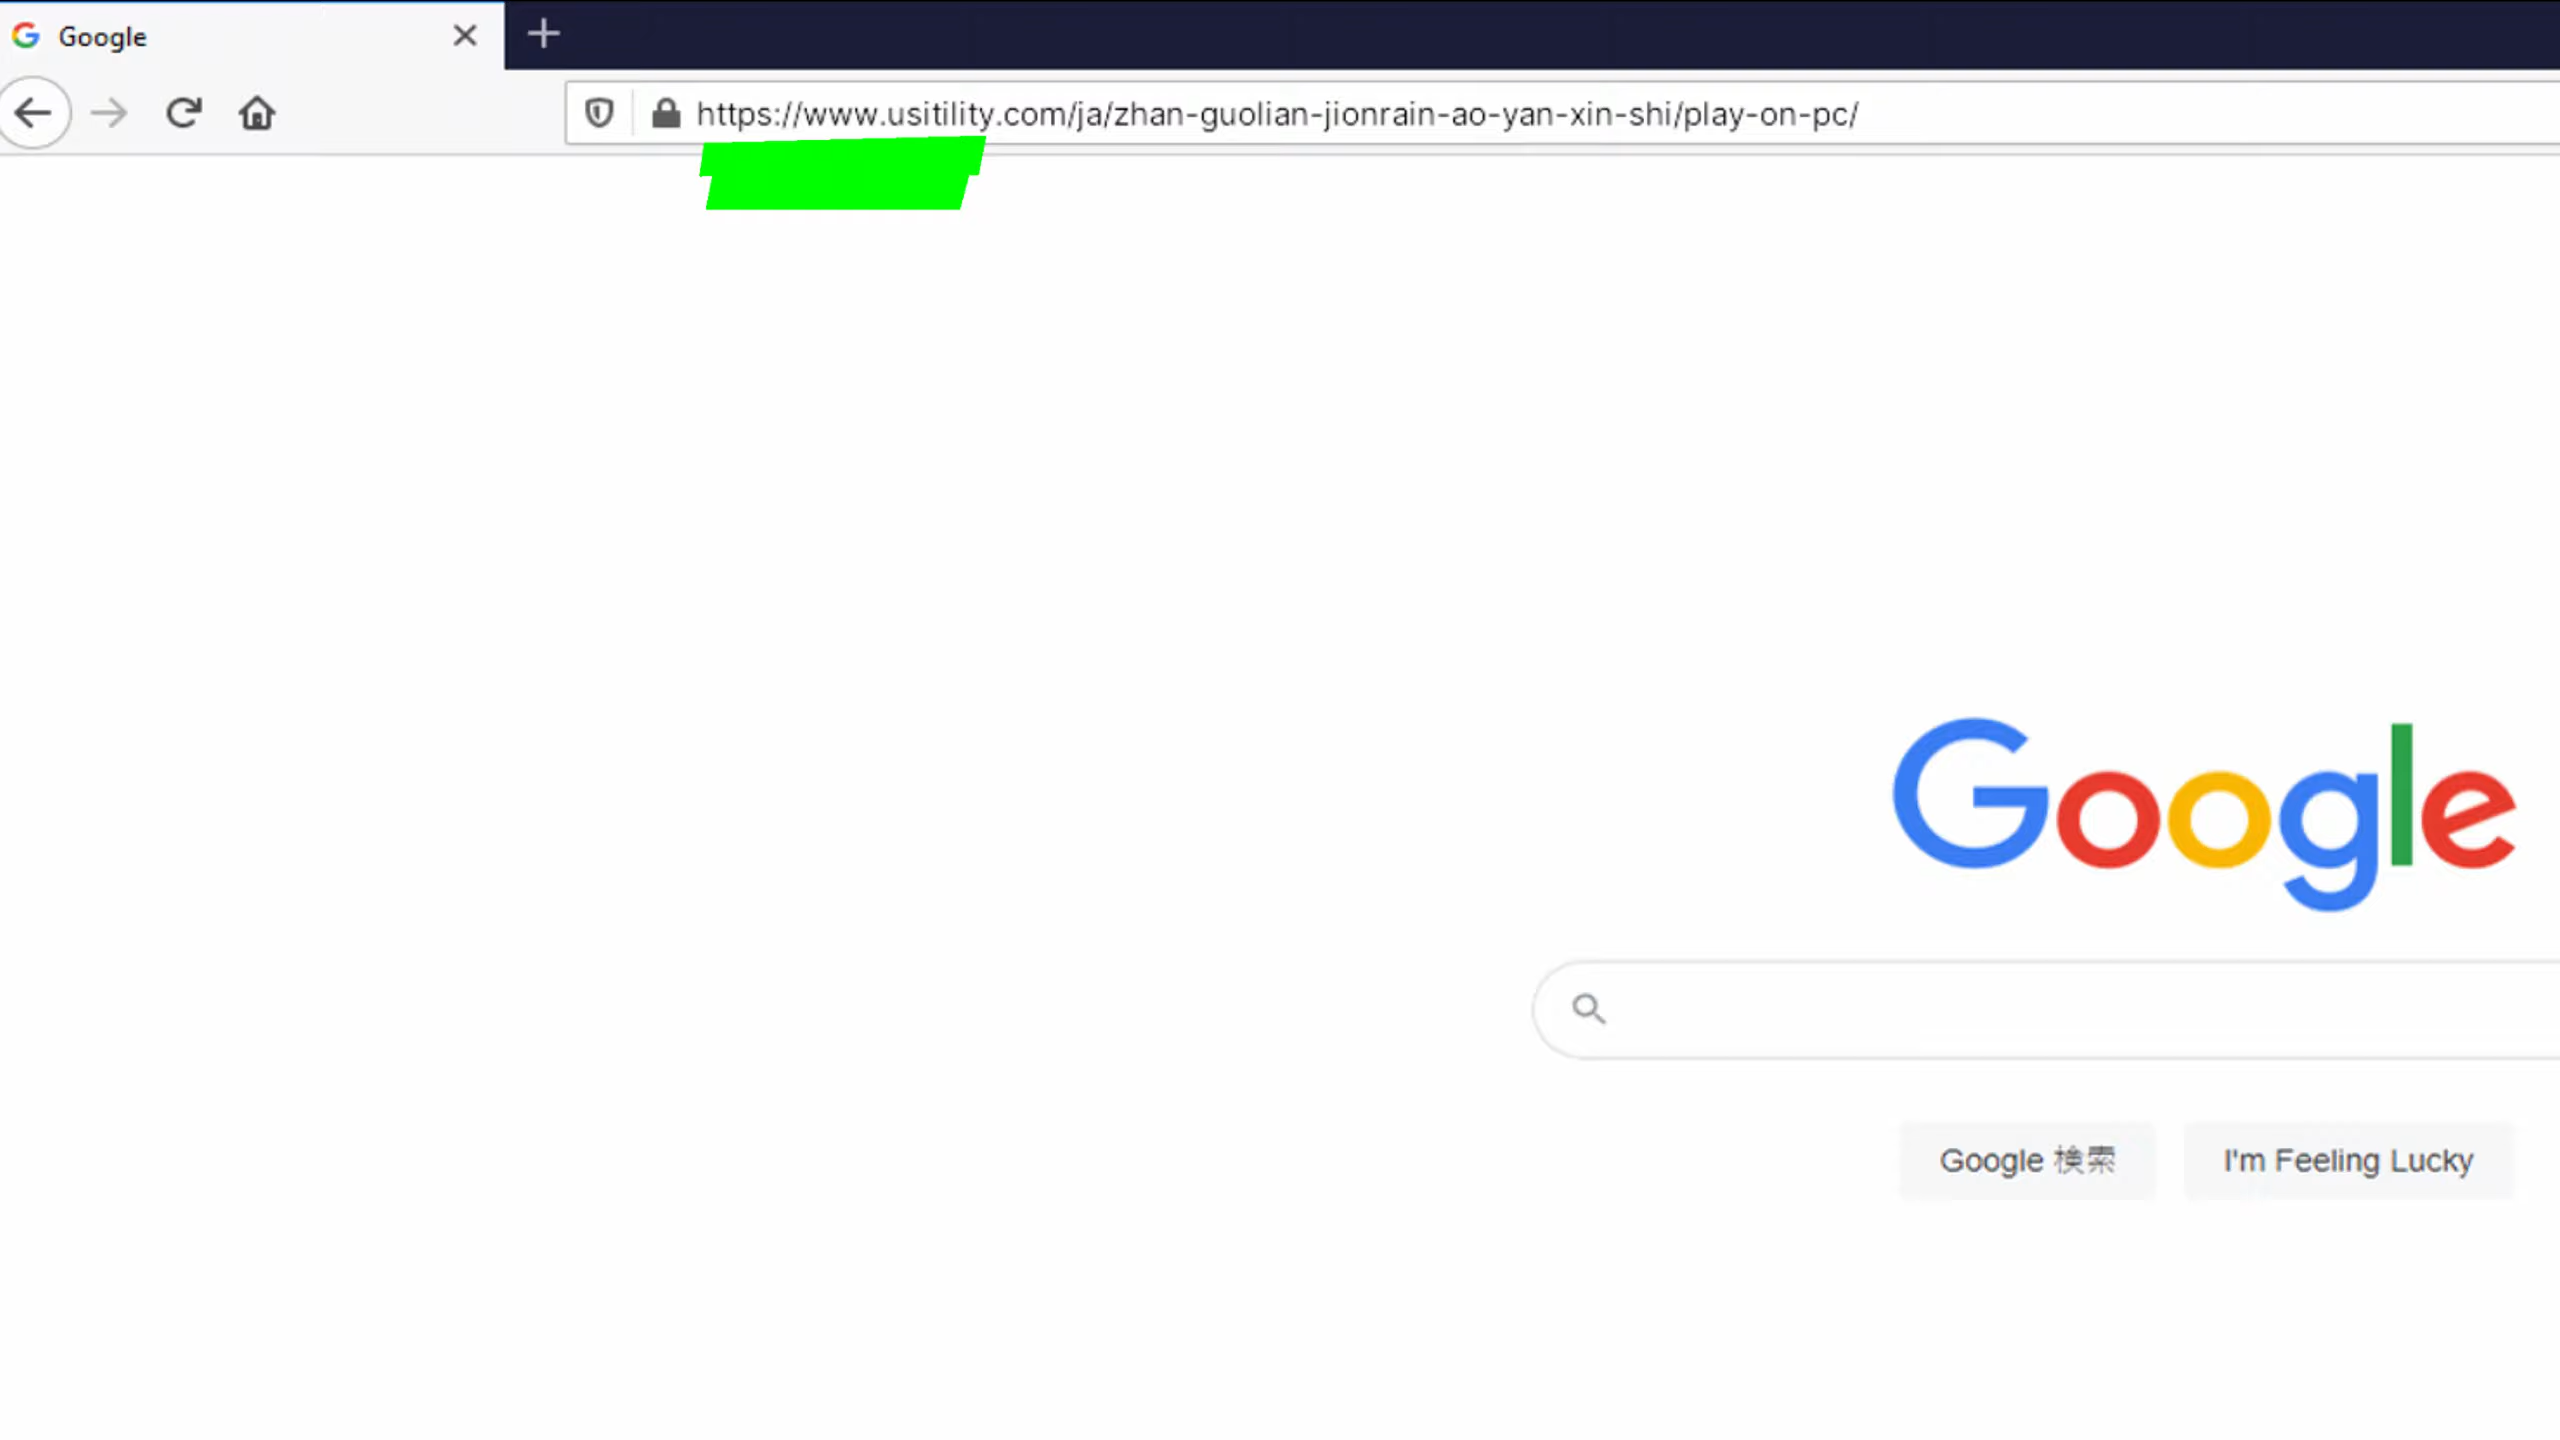 Google
https://www.usitility.com/ja/zhan-guolian-jionrain-ao-yan-xin-shi/play-on-pc/
Google
Google 検索
I'm Feeling Lucky